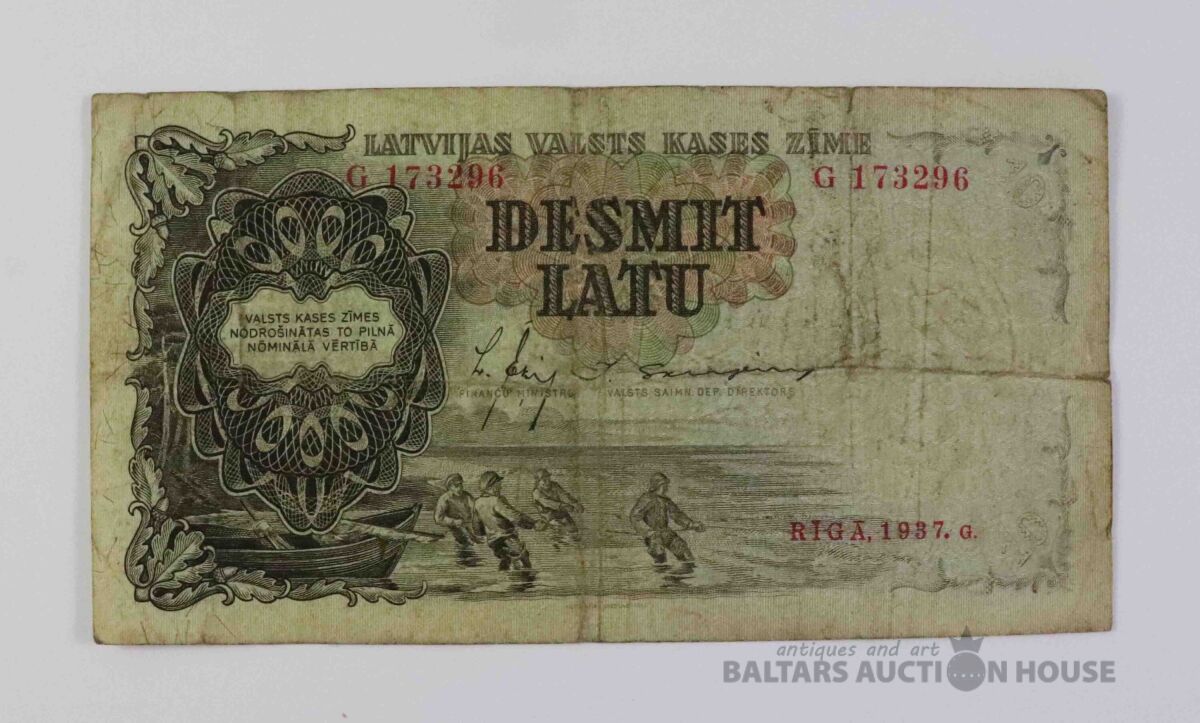 LATVIJAS VALSTS KASES ZĪME
G 173296
G 173296
DESMIT
LATU
VALSTS KASES ZĪMES
NODROŠINĀTAS TO PILNĀ
NOMINĀLĀ VĒRTĪBĀ
FINANČU MINISTRS
VALSTS SAIMN. DEP. DIREKTORS
RĪGĀ, 1937. G.
antiques and art
BALTARS AUCTION HOUSE